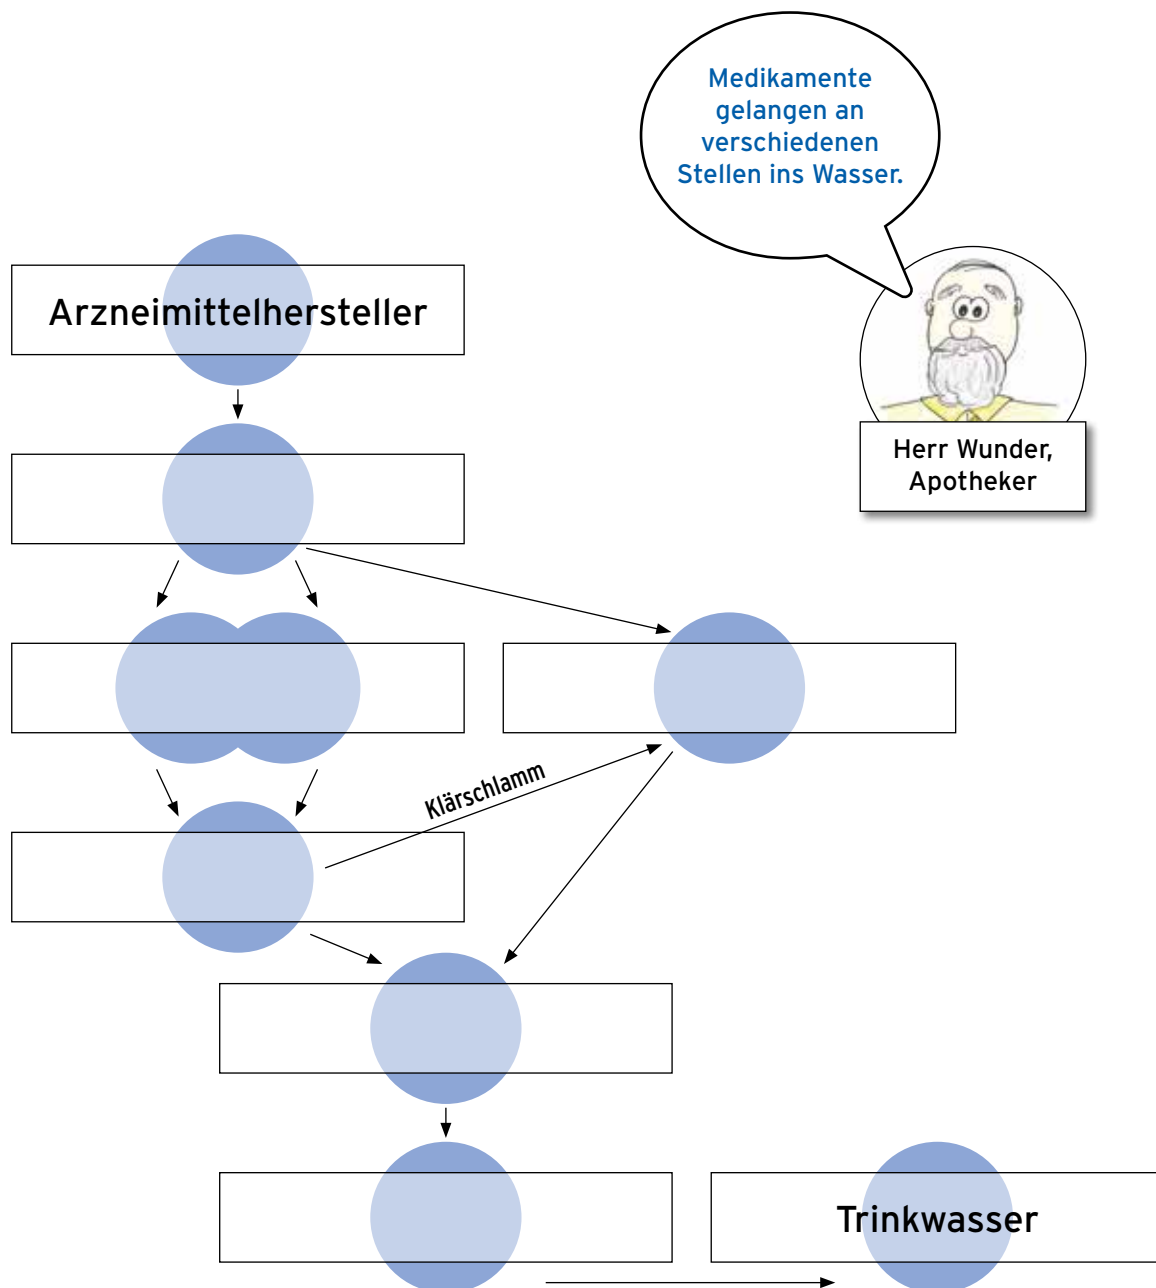 Medikamente
gelangen an
verschiedenen
Stellen ins Wasser.
Arzneimittelhersteller
Herr Wunder,
Apotheker
Klärschlamm
Trinkwasser